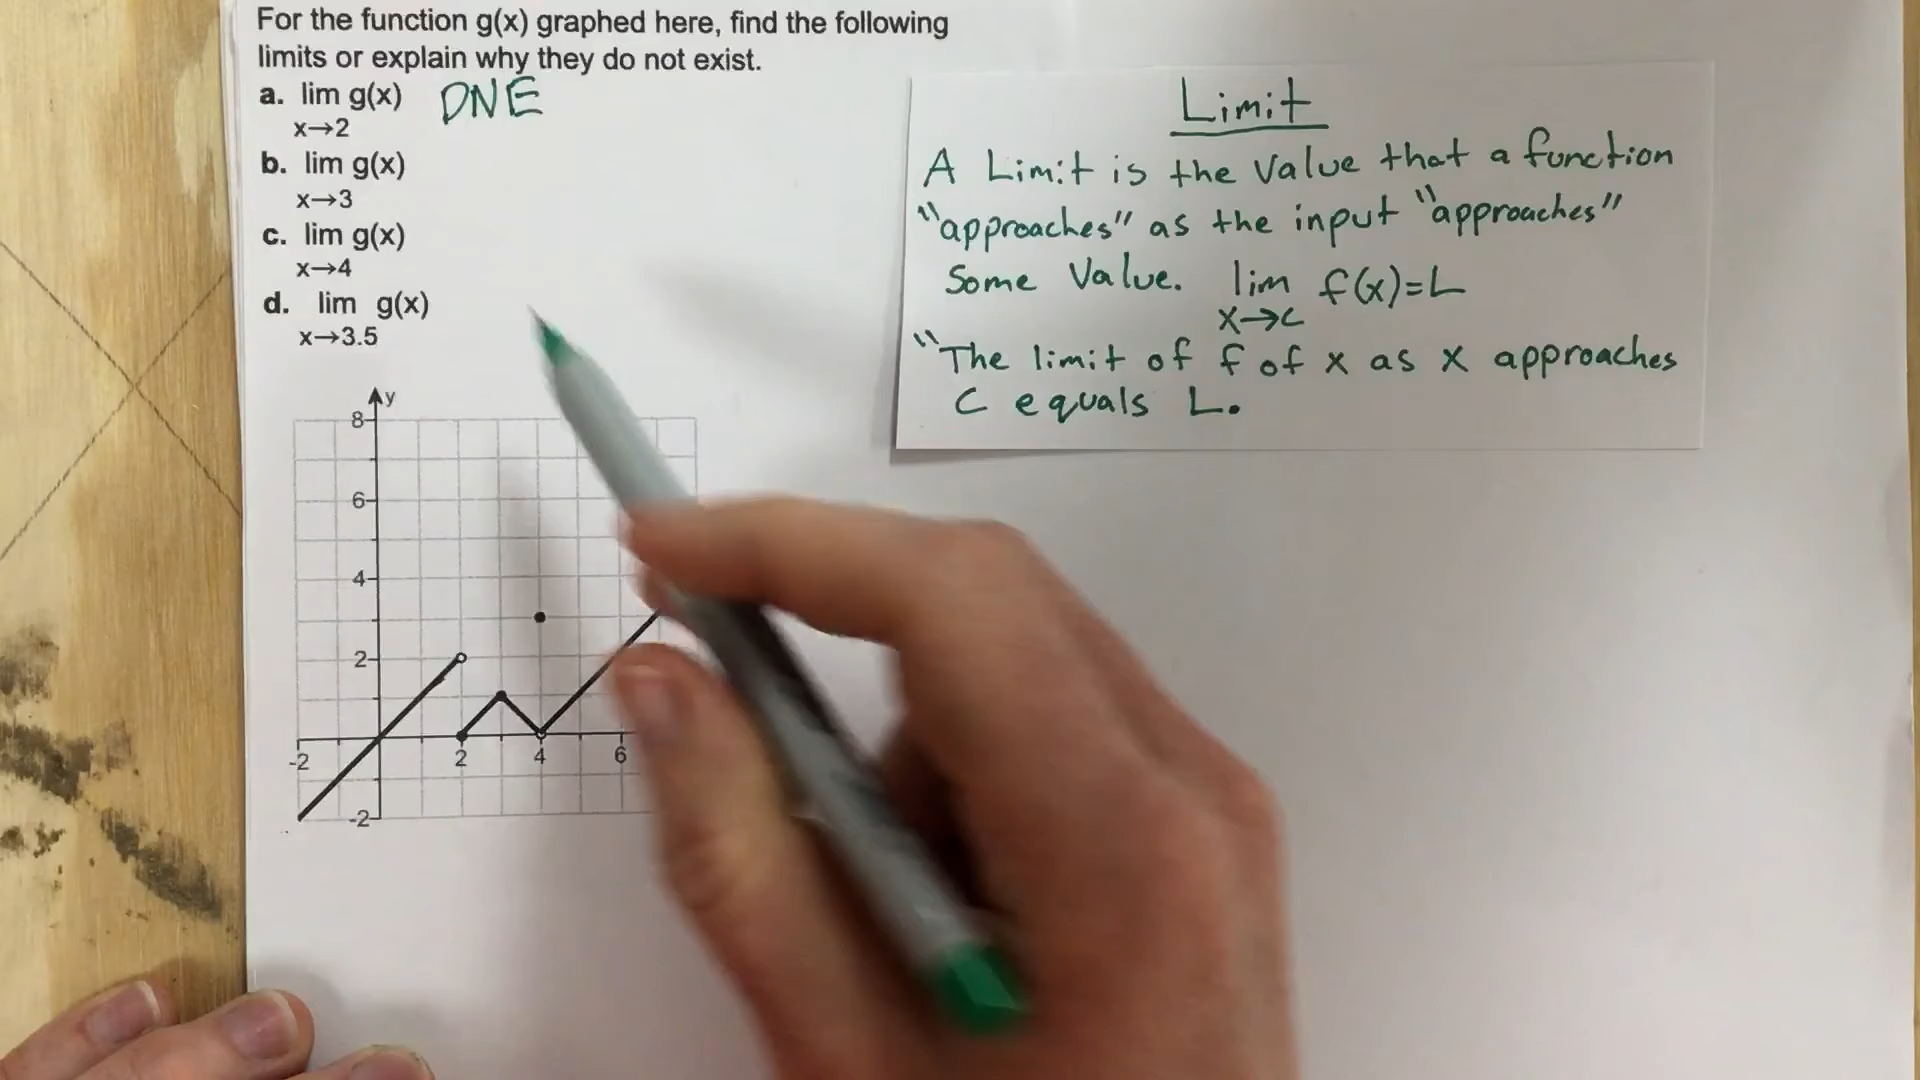 For the function g(x) graphed here, find the following
limits or explain why they do not exist.
a. lim g(x) DNE
x→2
b. lim g(x)
x→3
c. lim g(x)
x→4
d. lim g(x)
x→3.5
Limit
A Limit is the Value that a function
"approaches" as the input "approaches"
Some Value. lim f(x)=L
x→c
"The limit of f of x as x approaches
C equals L.
y
8
6
4
2
-2 2 4 6
-2